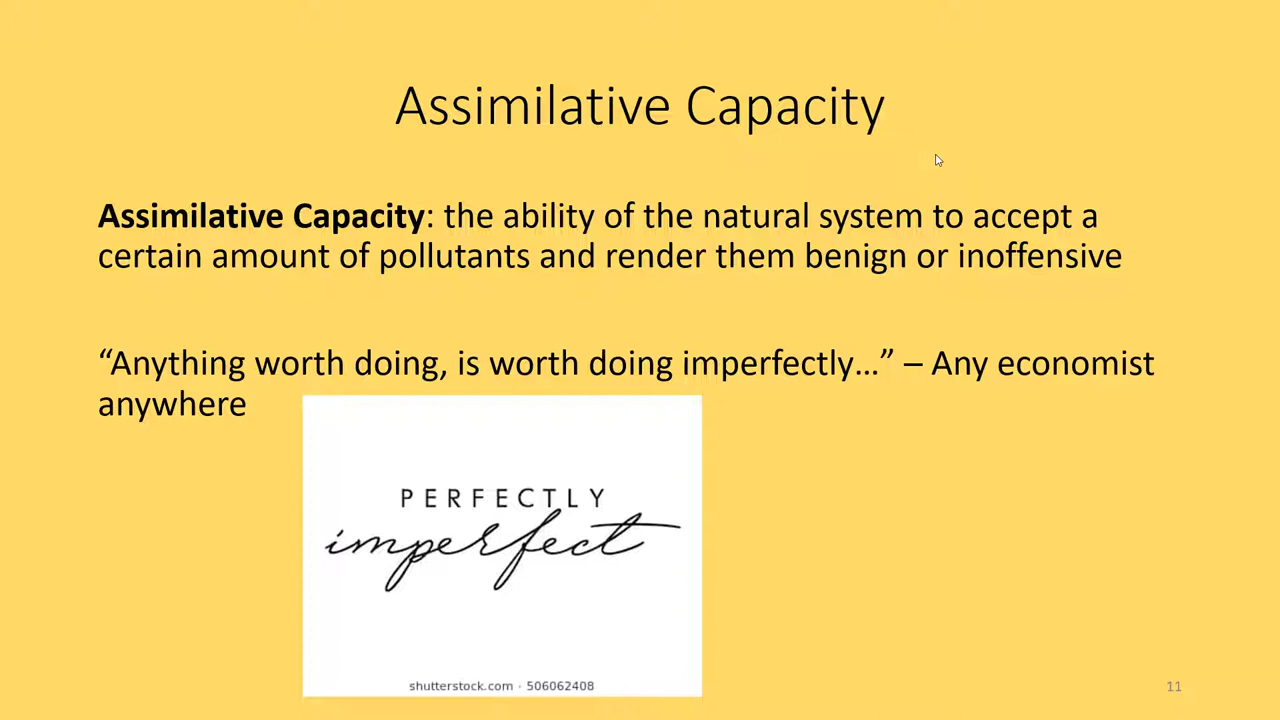 Assimilative Capacity
Assimilative Capacity: the ability of the natural system to accept a
certain amount of pollutants and render them benign or inoffensive
“Anything worth doing, is worth doing imperfectly…” – Any economist
anywhere
PERFECTLY
imperfect
shutterstock.com · 506062408
11